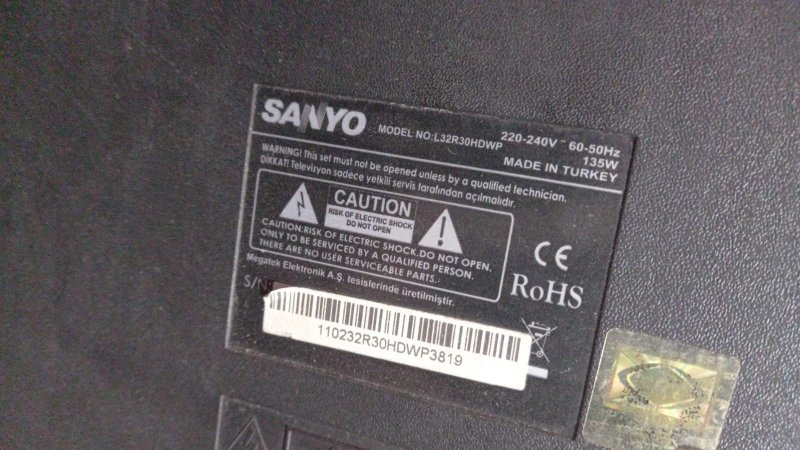 SANYO
MODEL NO:L32R30HDWP
220-240V ~ 60-50Hz
135W
MADE IN TURKEY
WARNING! This set must not be opened unless by a qualified technician.
DİKKAT! Televizyon sadece yetkili servis tarafından açılmalıdır.
CAUTION
RISK OF ELECTRIC SHOCK
DO NOT OPEN
CAUTION:RISK OF ELECTRIC SHOCK.DO NOT OPEN.
ONLY TO BE SERVICED BY A QUALIFIED PERSON.
THERE ARE NO USER SERVICEABLE PARTS.
CE
RoHS
Megatek Elektronik A.Ş. tesislerinde üretilmiştir.
S/N:
110232R30HDWP3819